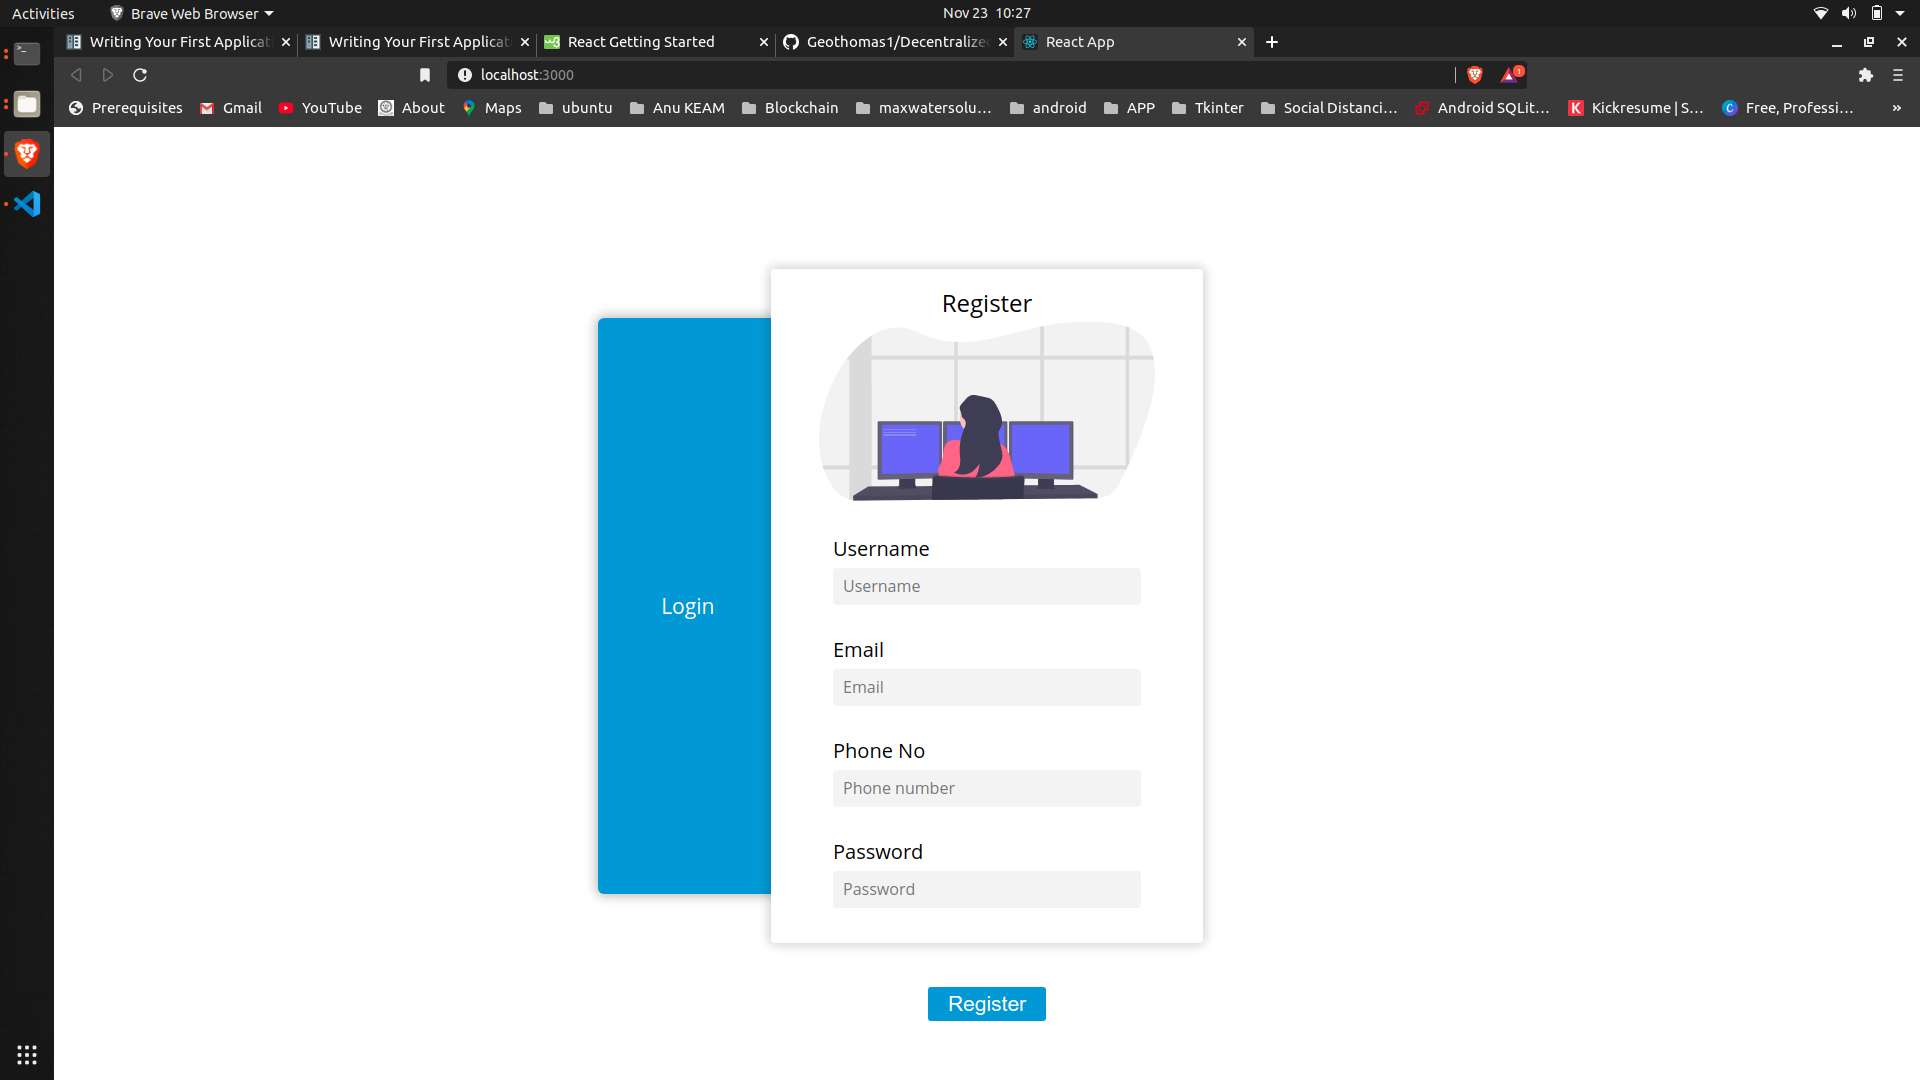 Activities Brave Web Browser Nov 23 10:27
Writing Your First Applicat Writing Your First Applicat React Getting Started Geothomas1/Decentralize React App
localhost:3000 1
Prerequisites Gmail YouTube About Maps ubuntu Anu KEAM Blockchain maxwatersolu… android APP Tkinter Social Distanci… Android SQLit… Kickresume | S… Free, Professi… »
Register
Login
Username
Username
Email
Email
Phone No
Phone number
Password
Password
Register